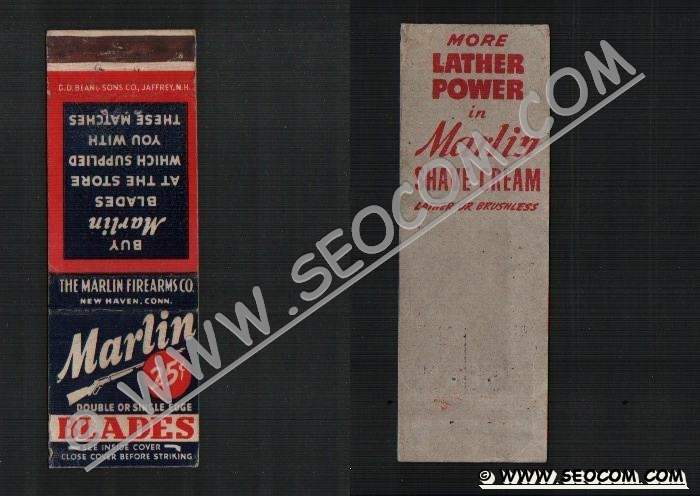 D.D. BEAN & SONS CO., JAFFREY, N.H.
BUY
Marlin
BLADES
AT THE STORE
WHICH SUPPLIED
YOU WITH
THESE MATCHES
THE MARLIN FIREARMS CO.
NEW HAVEN, CONN.
Marlin
25¢
DOUBLE OR SINGLE EDGE
BLADES
SEE INSIDE COVER
CLOSE COVER BEFORE STRIKING
MORE
LATHER
POWER
in
Marlin
SHAVE CREAM
LATHER OR BRUSHLESS
© WWW.SEOCOM.COM
© WWW.SEOCOM.COM